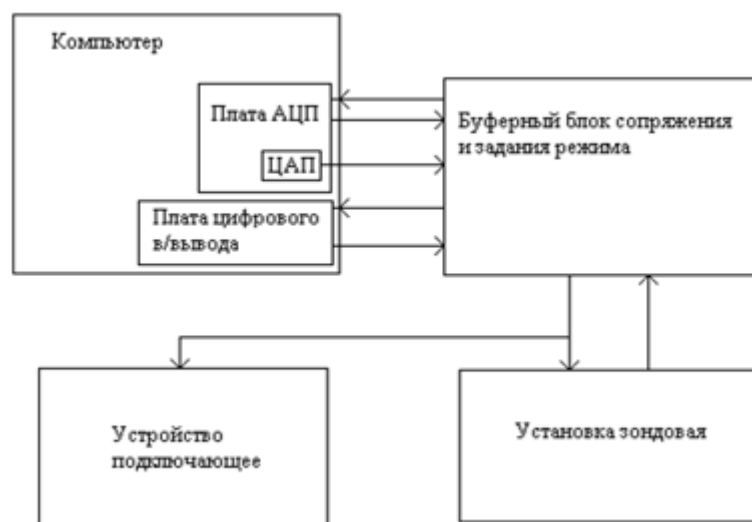 Компьютер
Плата АЦП
ЦАП
Плата цифрового
в/вывода
Буферный блок сопряжения
и задания режима
Устройство
подключающее
Установка зондовая